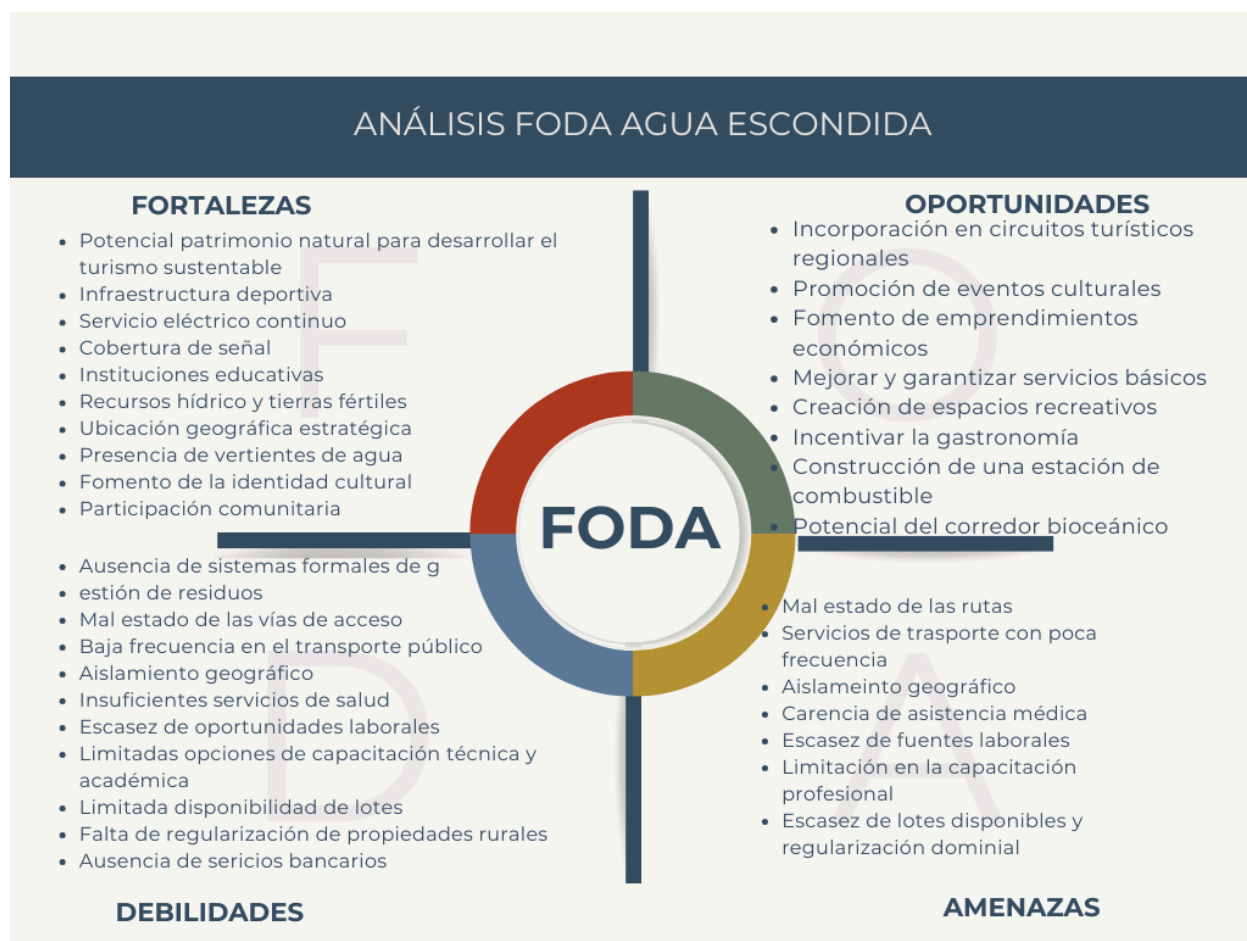 ANÁLISIS FODA AGUA ESCONDIDA
FORTALEZAS
• Potencial patrimonio natural para desarrollar el
turismo sustentable
• Infraestructura deportiva
• Servicio eléctrico continuo
• Cobertura de señal
• Instituciones educativas
• Recursos hídrico y tierras fértiles
• Ubicación geográfica estratégica
• Presencia de vertientes de agua
• Fomento de la identidad cultural
• Participación comunitaria
F
OPORTUNIDADES
• Incorporación en circuitos turísticos
regionales
• Promoción de eventos culturales
• Fomento de emprendimientos
económicos
• Mejorar y garantizar servicios básicos
• Creación de espacios recreativos
• Incentivar la gastronomía
• Construcción de una estación de
combustible
• Potencial del corredor bioceánico
O
FODA
• Ausencia de sistemas formales de g
• estión de residuos
• Mal estado de las vías de acceso
• Baja frecuencia en el transporte público
• Aislamiento geográfico
• Insuficientes servicios de salud
• Escasez de oportunidades laborales
• Limitadas opciones de capacitación técnica y
académica
• Limitada disponibilidad de lotes
• Falta de regularización de propiedades rurales
• Ausencia de sericios bancarios
D
DEBILIDADES
• Mal estado de las rutas
• Servicios de trasporte con poca
frecuencia
• Aislameinto geográfico
• Carencia de asistencia médica
• Escasez de fuentes laborales
• Limitación en la capacitación
profesional
• Escasez de lotes disponibles y
regularización dominial
A
AMENAZAS